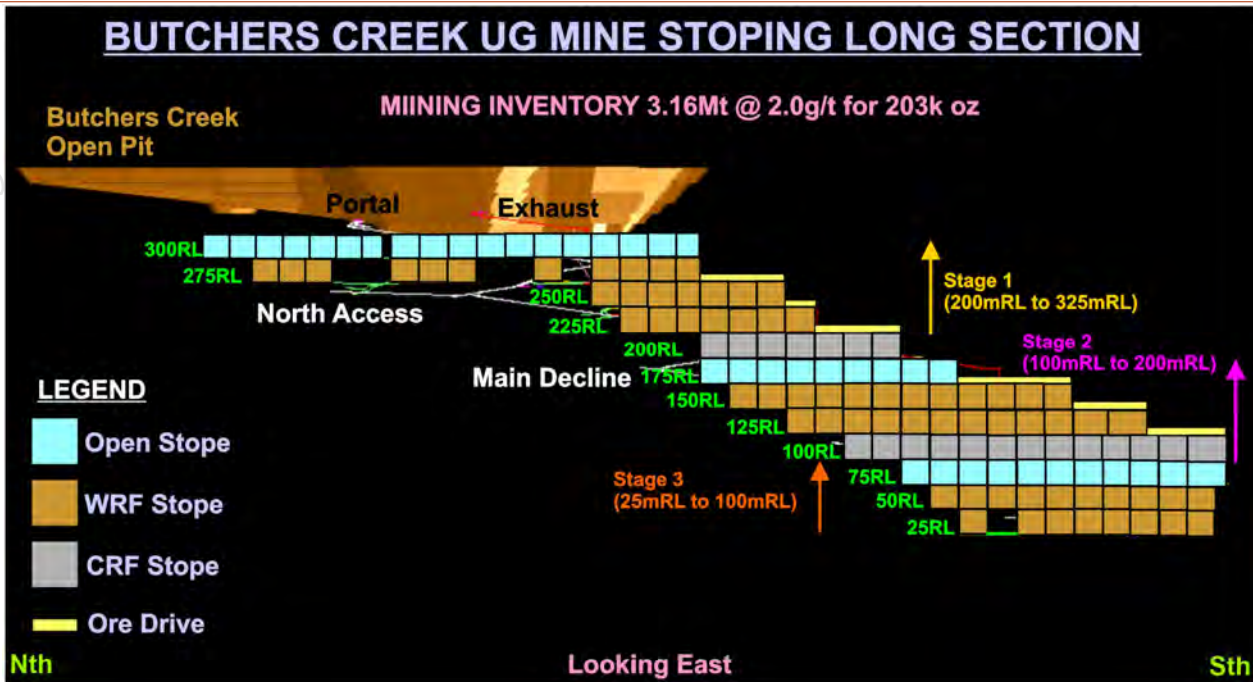 BUTCHERS CREEK UG MINE STOPING LONG SECTION
MIINING INVENTORY 3.16Mt @ 2.0g/t for 203k oz
Butchers Creek
Open Pit
Portal
Exhaust
300RL
275RL
250RL
North Access
225RL
Stage 1
(200mRL to 325mRL)
200RL
Stage 2
(100mRL to 200mRL)
Main Decline
175RL
150RL
125RL
100RL
Stage 3
(25mRL to 100mRL)
75RL
50RL
25RL
LEGEND
Open Stope
WRF Stope
CRF Stope
Ore Drive
Nth
Looking East
Sth